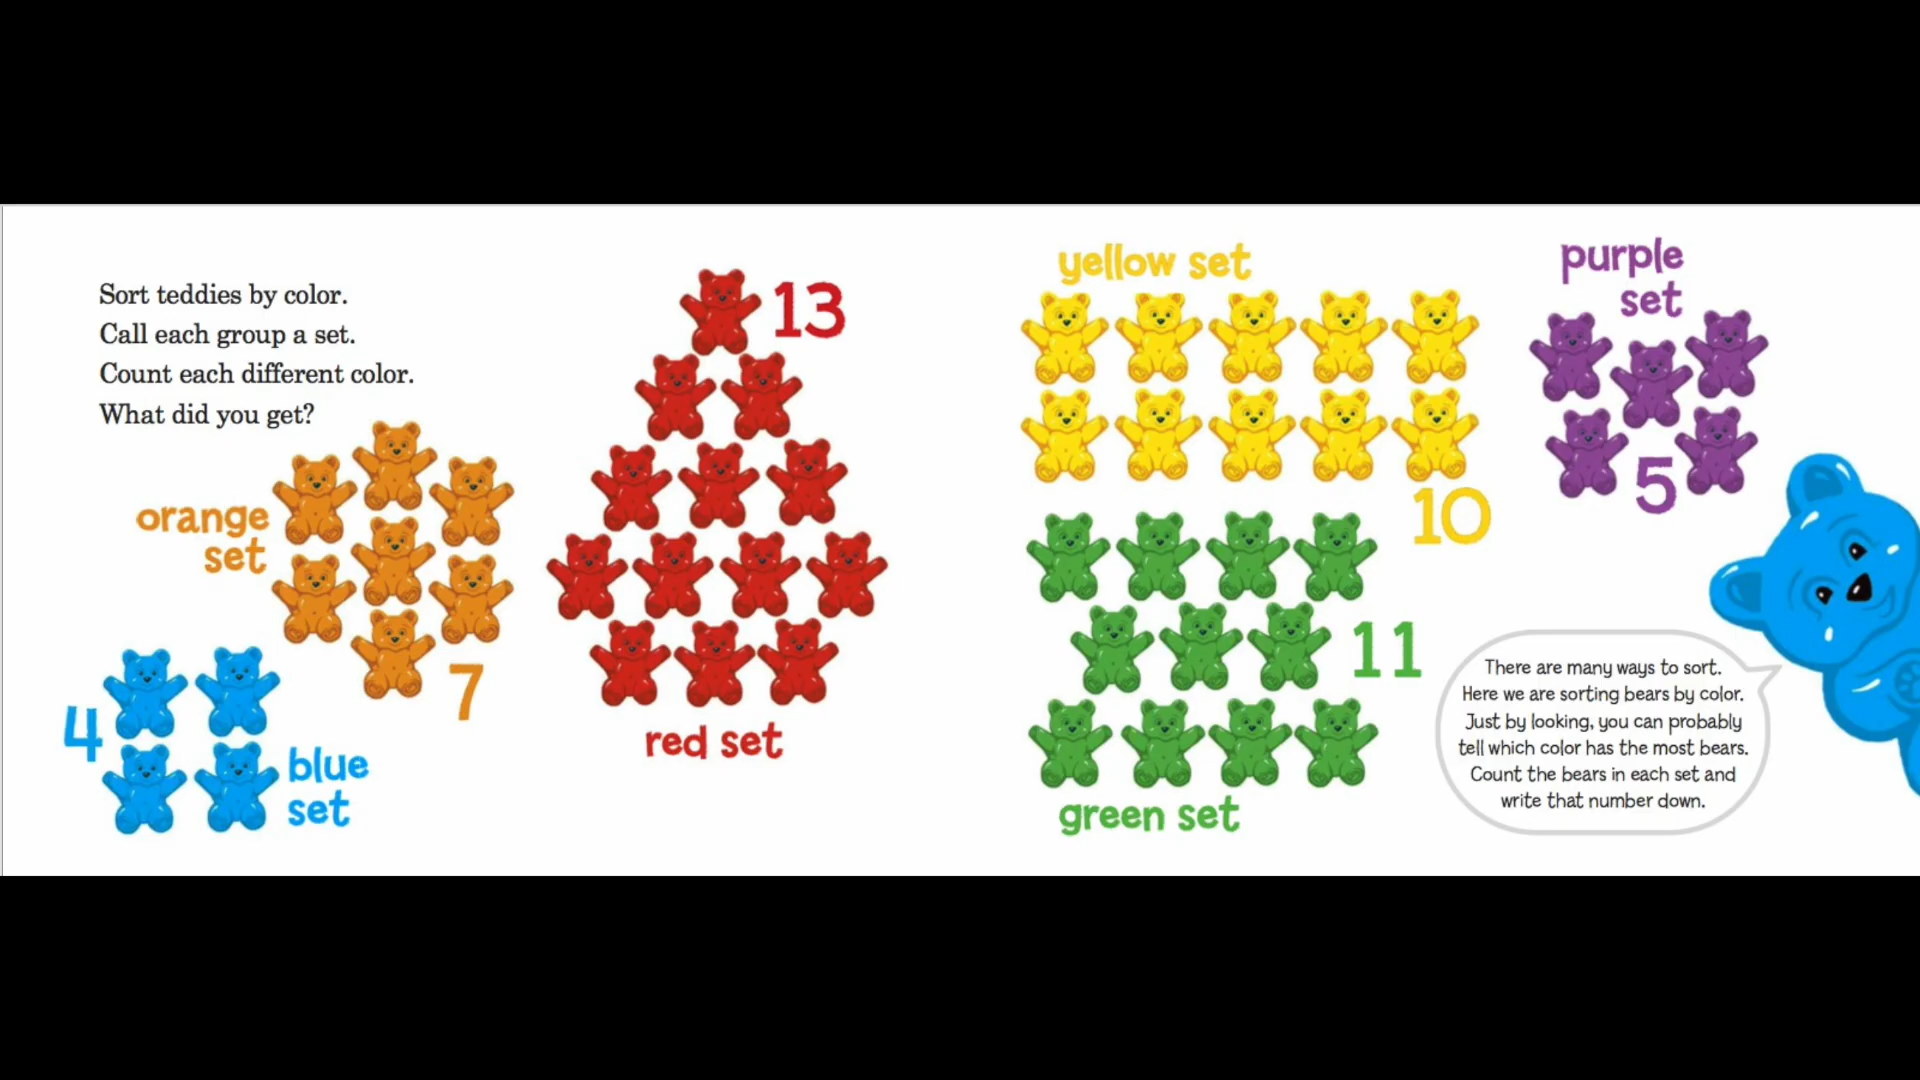 Sort teddies by color.
Call each group a set.
Count each different color.
What did you get?
orange
set
7
4
blue
set
13
red set
yellow set
10
purple
set
5
11
green set
There are many ways to sort.
Here we are sorting bears by color.
Just by looking, you can probably
tell which color has the most bears.
Count the bears in each set and
write that number down.